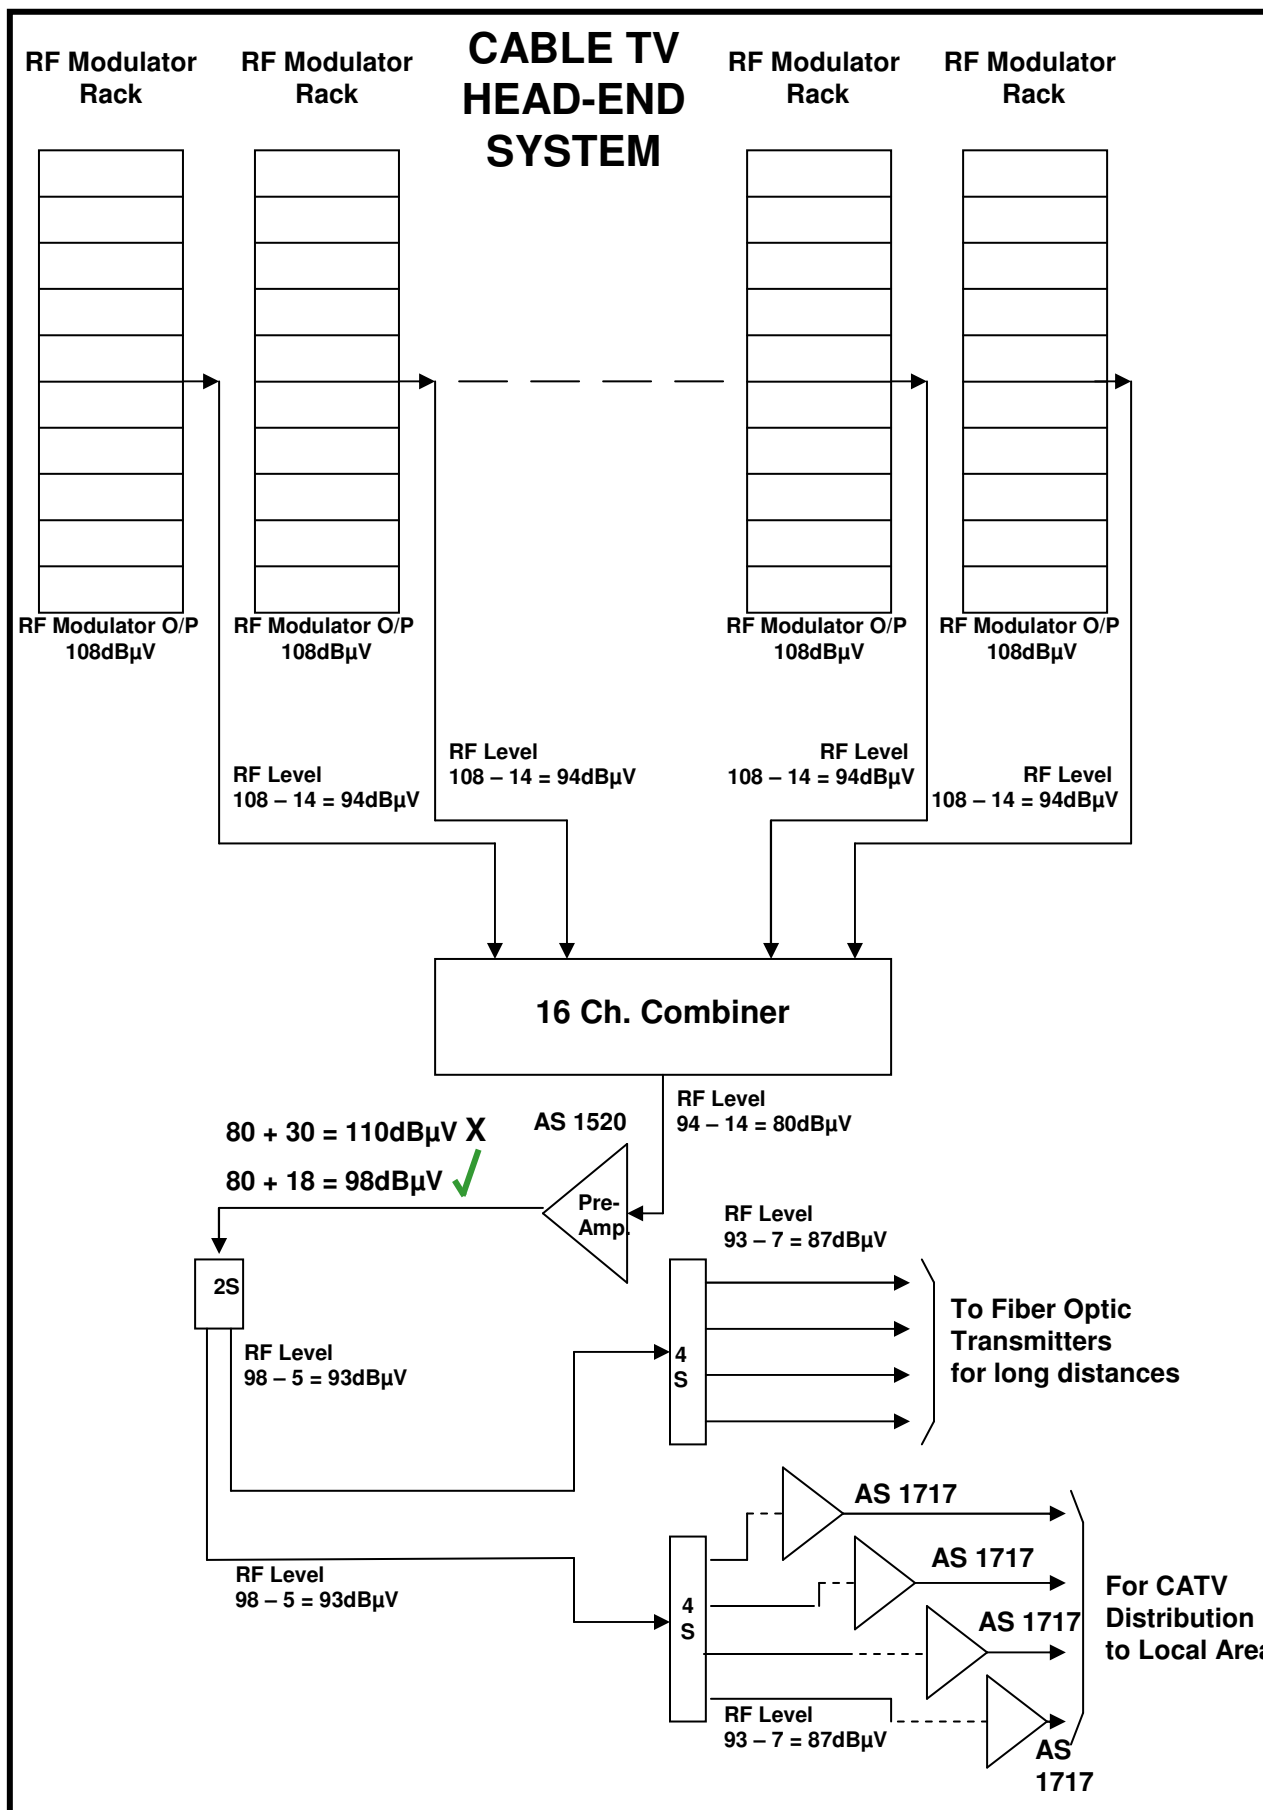 CABLE TV
HEAD-END
SYSTEM
RF Modulator
Rack
RF Modulator
Rack
RF Modulator
Rack
RF Modulator
Rack
RF Modulator O/P
108dBµV
RF Modulator O/P
108dBµV
RF Modulator O/P
108dBµV
RF Modulator O/P
108dBµV
RF Level
108 – 14 = 94dBµV
RF Level
108 – 14 = 94dBµV
RF Level
108 – 14 = 94dBµV
RF Level
108 – 14 = 94dBµV
16 Ch. Combiner
RF Level
94 – 14 = 80dBµV
AS 1520
80 + 30 = 110dBµV X
80 + 18 = 98dBµV
Pre-
Amp.
RF Level
93 – 7 = 87dBµV
2S
RF Level
98 – 5 = 93dBµV
4
S
To Fiber Optic
Transmitters
for long distances
RF Level
98 – 5 = 93dBµV
4
S
AS 1717
AS 1717
AS 1717
AS
1717
RF Level
93 – 7 = 87dBµV
For CATV
Distribution
to Local Area